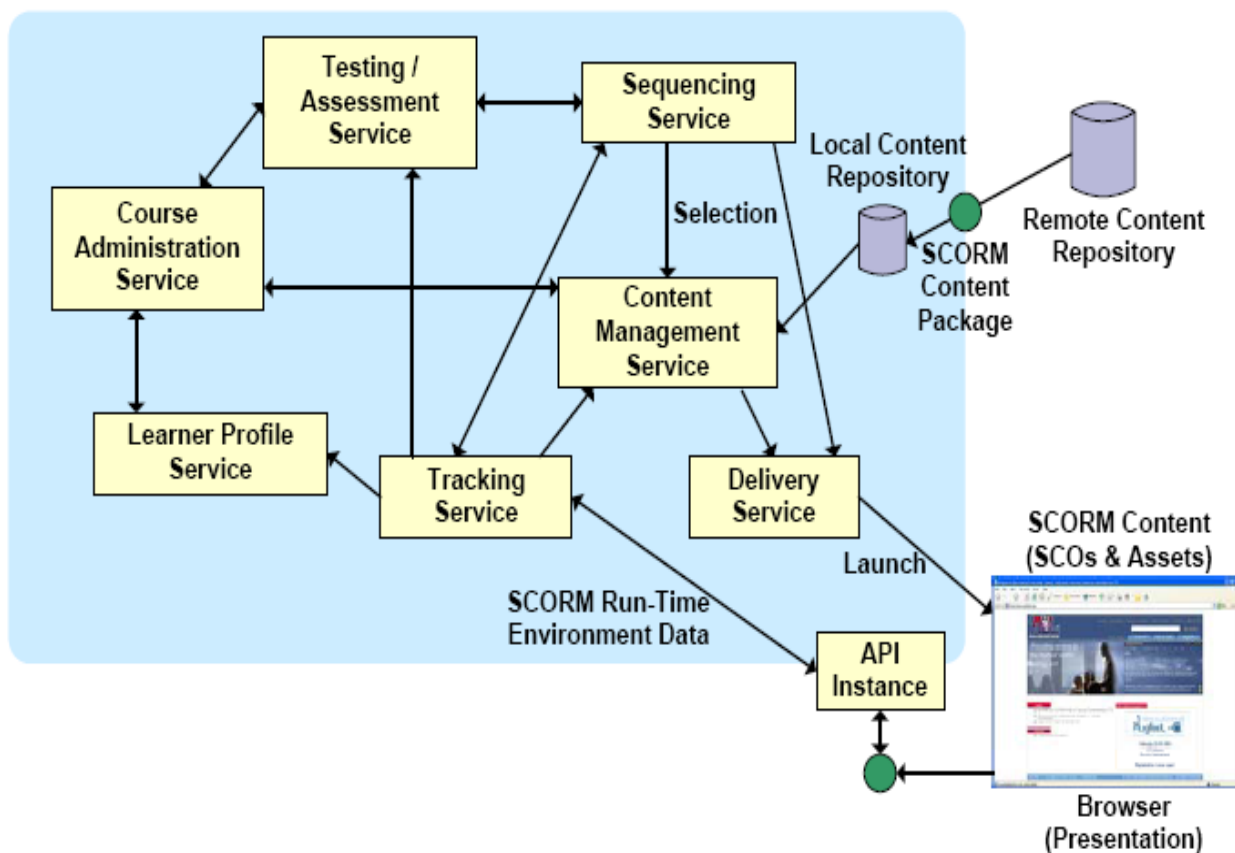 Testing /
Assessment
Service
Sequencing
Service
Local Content
Repository
Course
Administration
Service
Selection
Remote Content
Repository
SCORM
Content
Package
Content
Management
Service
Learner Profile
Service
Tracking
Service
Delivery
Service
SCORM Content
(SCOs & Assets)
Launch
SCORM Run-Time
Environment Data
API
Instance
Browser
(Presentation)